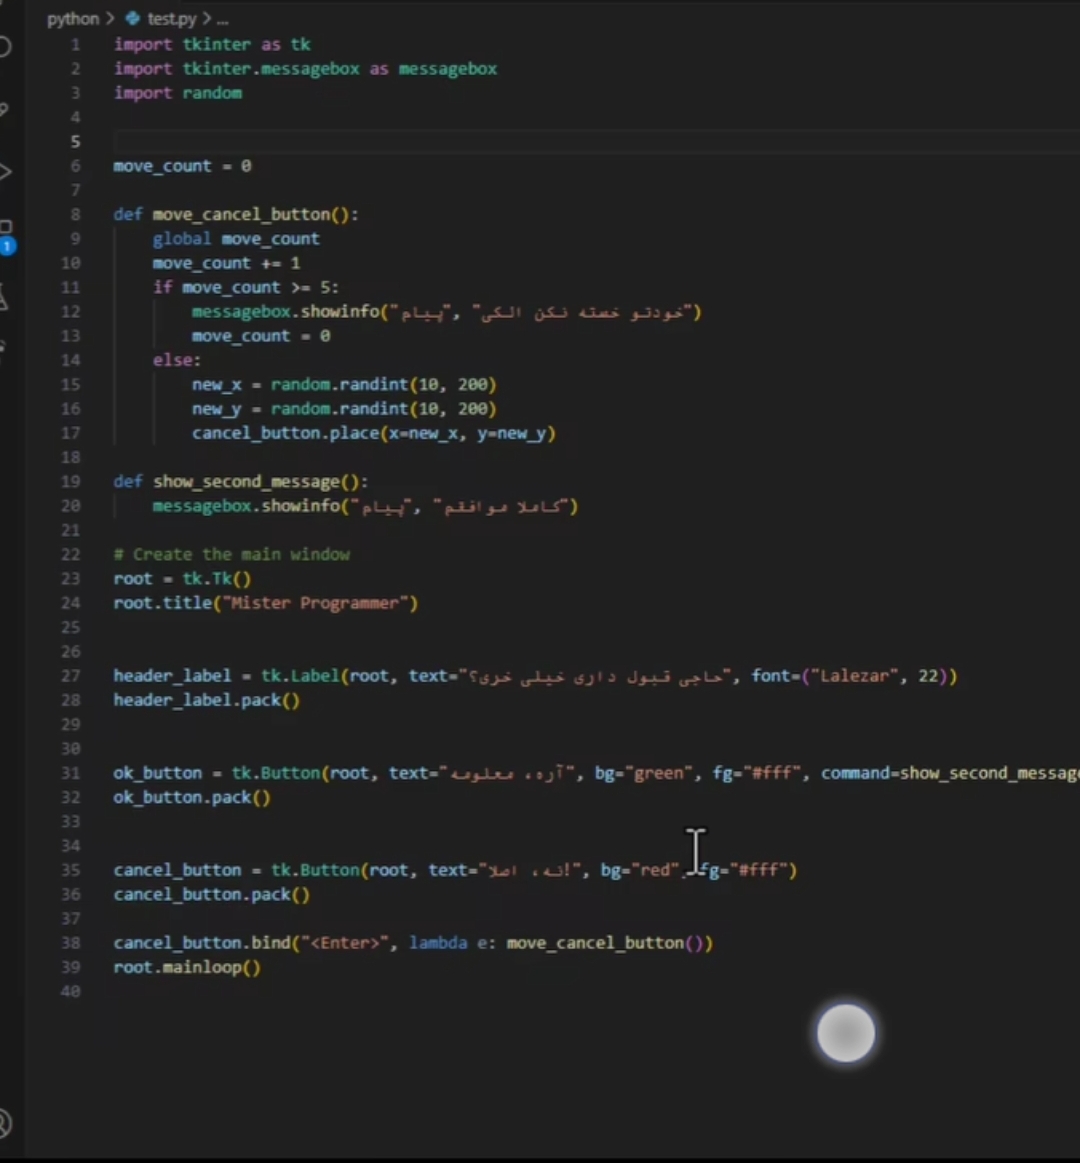 python > test.py > ...
1 import tkinter as tk
2 import tkinter.messagebox as messagebox
3 import random
4
5
6 move_count = 0
7
8 def move_cancel_button():
9 global move_count
10 move_count += 1
11 if move_count >= 5:
12 messagebox.showinfo("پیام", "خودتو خسته نکن الکی")
13 move_count = 0
14 else:
15 new_x = random.randint(10, 200)
16 new_y = random.randint(10, 200)
17 cancel_button.place(x=new_x, y=new_y)
18
19 def show_second_message():
20 messagebox.showinfo("پیام", "کاملا موافقم")
21
22 # Create the main window
23 root = tk.Tk()
24 root.title("Mister Programmer")
25
26
27 header_label = tk.Label(root, text="حاجی قبول داری خیلی خری؟", font=("Lalezar", 22))
28 header_label.pack()
29
30
31 ok_button = tk.Button(root, text="آره، معلومه", bg="green", fg="#fff", command=show_second_message
32 ok_button.pack()
33
34
35 cancel_button = tk.Button(root, text="نه، اصلا!", bg="red", fg="#fff")
36 cancel_button.pack()
37
38 cancel_button.bind("<Enter>", lambda e: move_cancel_button())
39 root.mainloop()
40
1